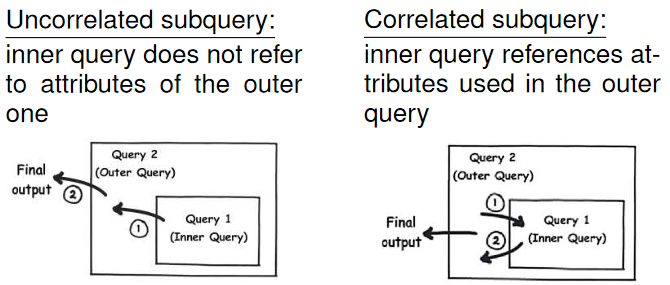 Uncorrelated subquery:
inner query does not refer
to attributes of the outer
one
Query 2
(Outer Query)
Final
output
2
1
Query 1
(Inner Query)
Correlated subquery:
inner query references at-
tributes used in the outer
query
Query 2
(Outer Query)
1
Final
output
2
Query 1
(Inner Query)